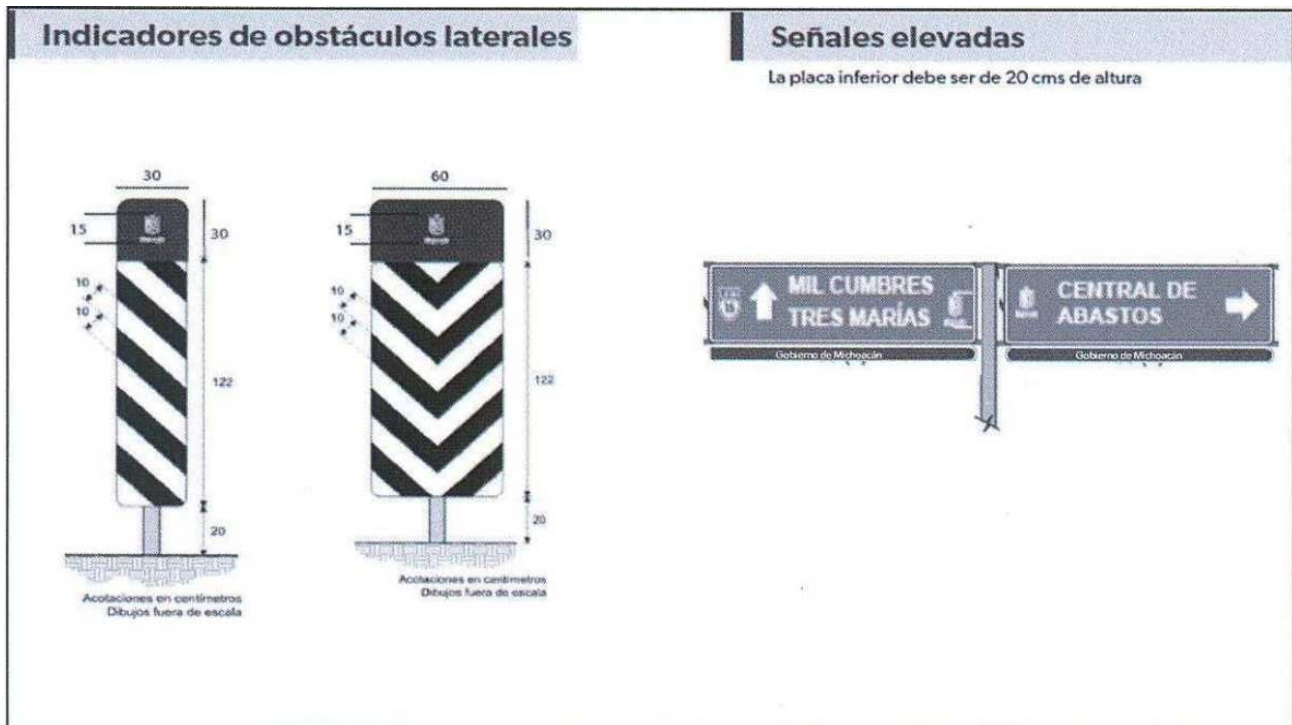 Indicadores de obstáculos laterales
30
15
30
10
10
122
20
Acotaciones en centímetros
Dibujos fuera de escala
60
15
30
10
10
122
20
Acotaciones en centímetros
Dibujos fuera de escala
Señales elevadas
La placa inferior debe ser de 20 cms de altura
MIL CUMBRES
TRES MARÍAS
Gobierno de Michoacán
CENTRAL DE
ABASTOS
Gobierno de Michoacán